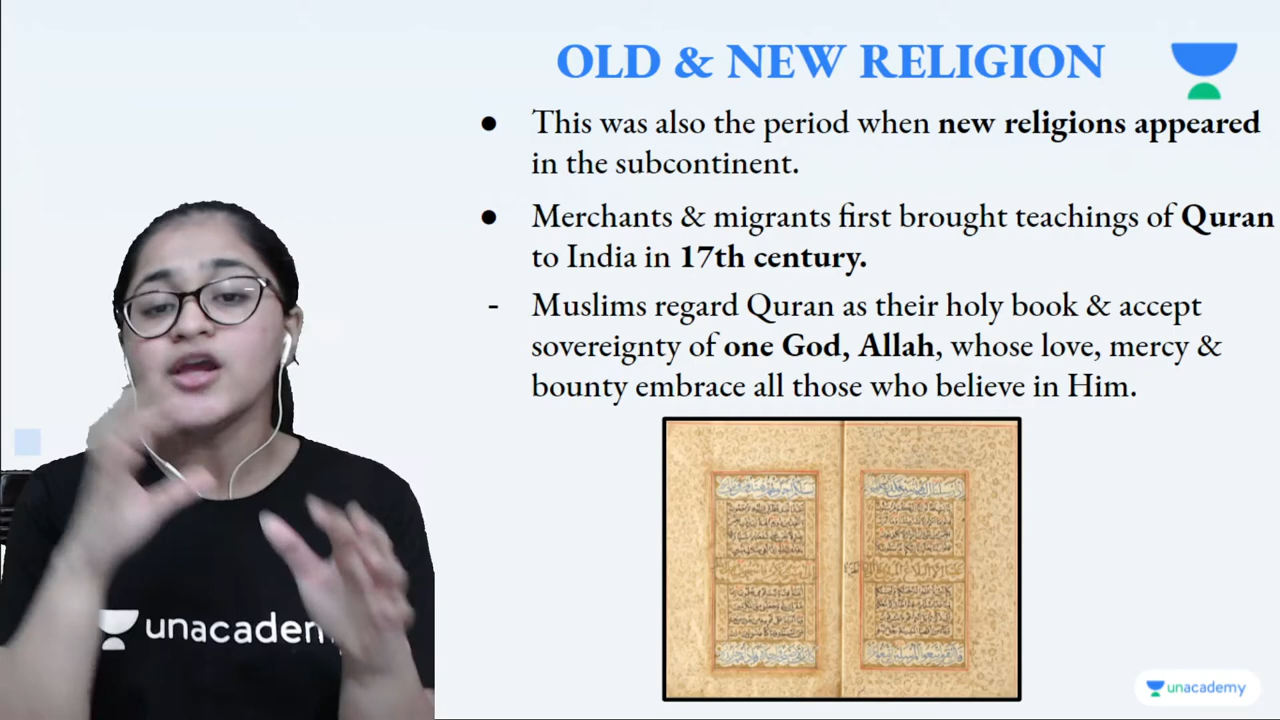 OLD & NEW RELIGION
● This was also the period when new religions appeared
in the subcontinent.
● Merchants & migrants first brought teachings of Quran
to India in 17th century.
- Muslims regard Quran as their holy book & accept
sovereignty of one God, Allah, whose love, mercy &
bounty embrace all those who believe in Him.
unacadem
unacademy